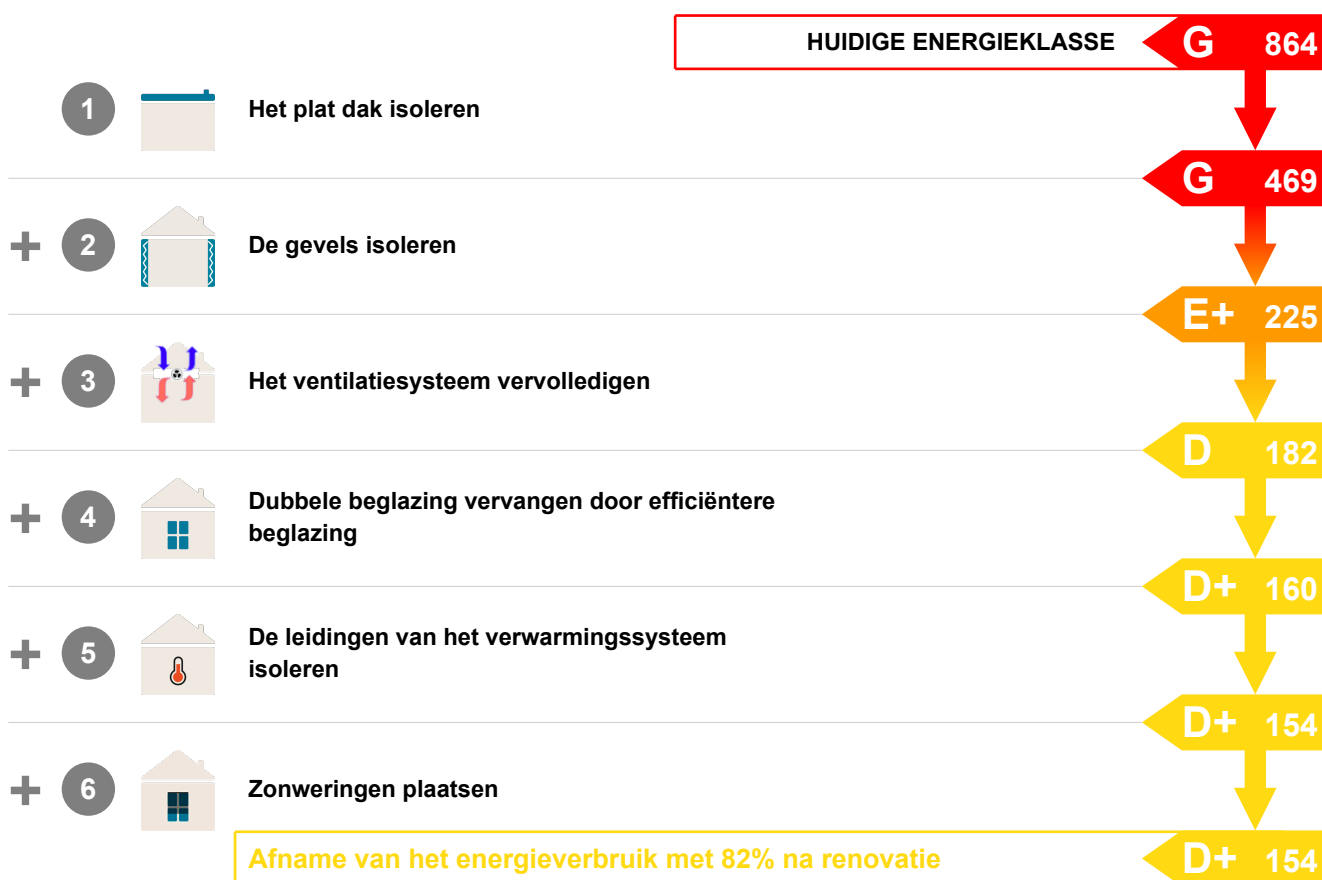 HUIDIGE ENERGIEKLASSE G 864
1 Het plat dak isoleren
G 469
+ 2 De gevels isoleren
E+ 225
+ 3 Het ventilatiesysteem vervolledigen
D 182
+ 4 Dubbele beglazing vervangen door efficiëntere
beglazing
D+ 160
+ 5 De leidingen van het verwarmingssysteem
isoleren
D+ 154
+ 6 Zonweringen plaatsen
Afname van het energieverbruik met 82% na renovatie D+ 154